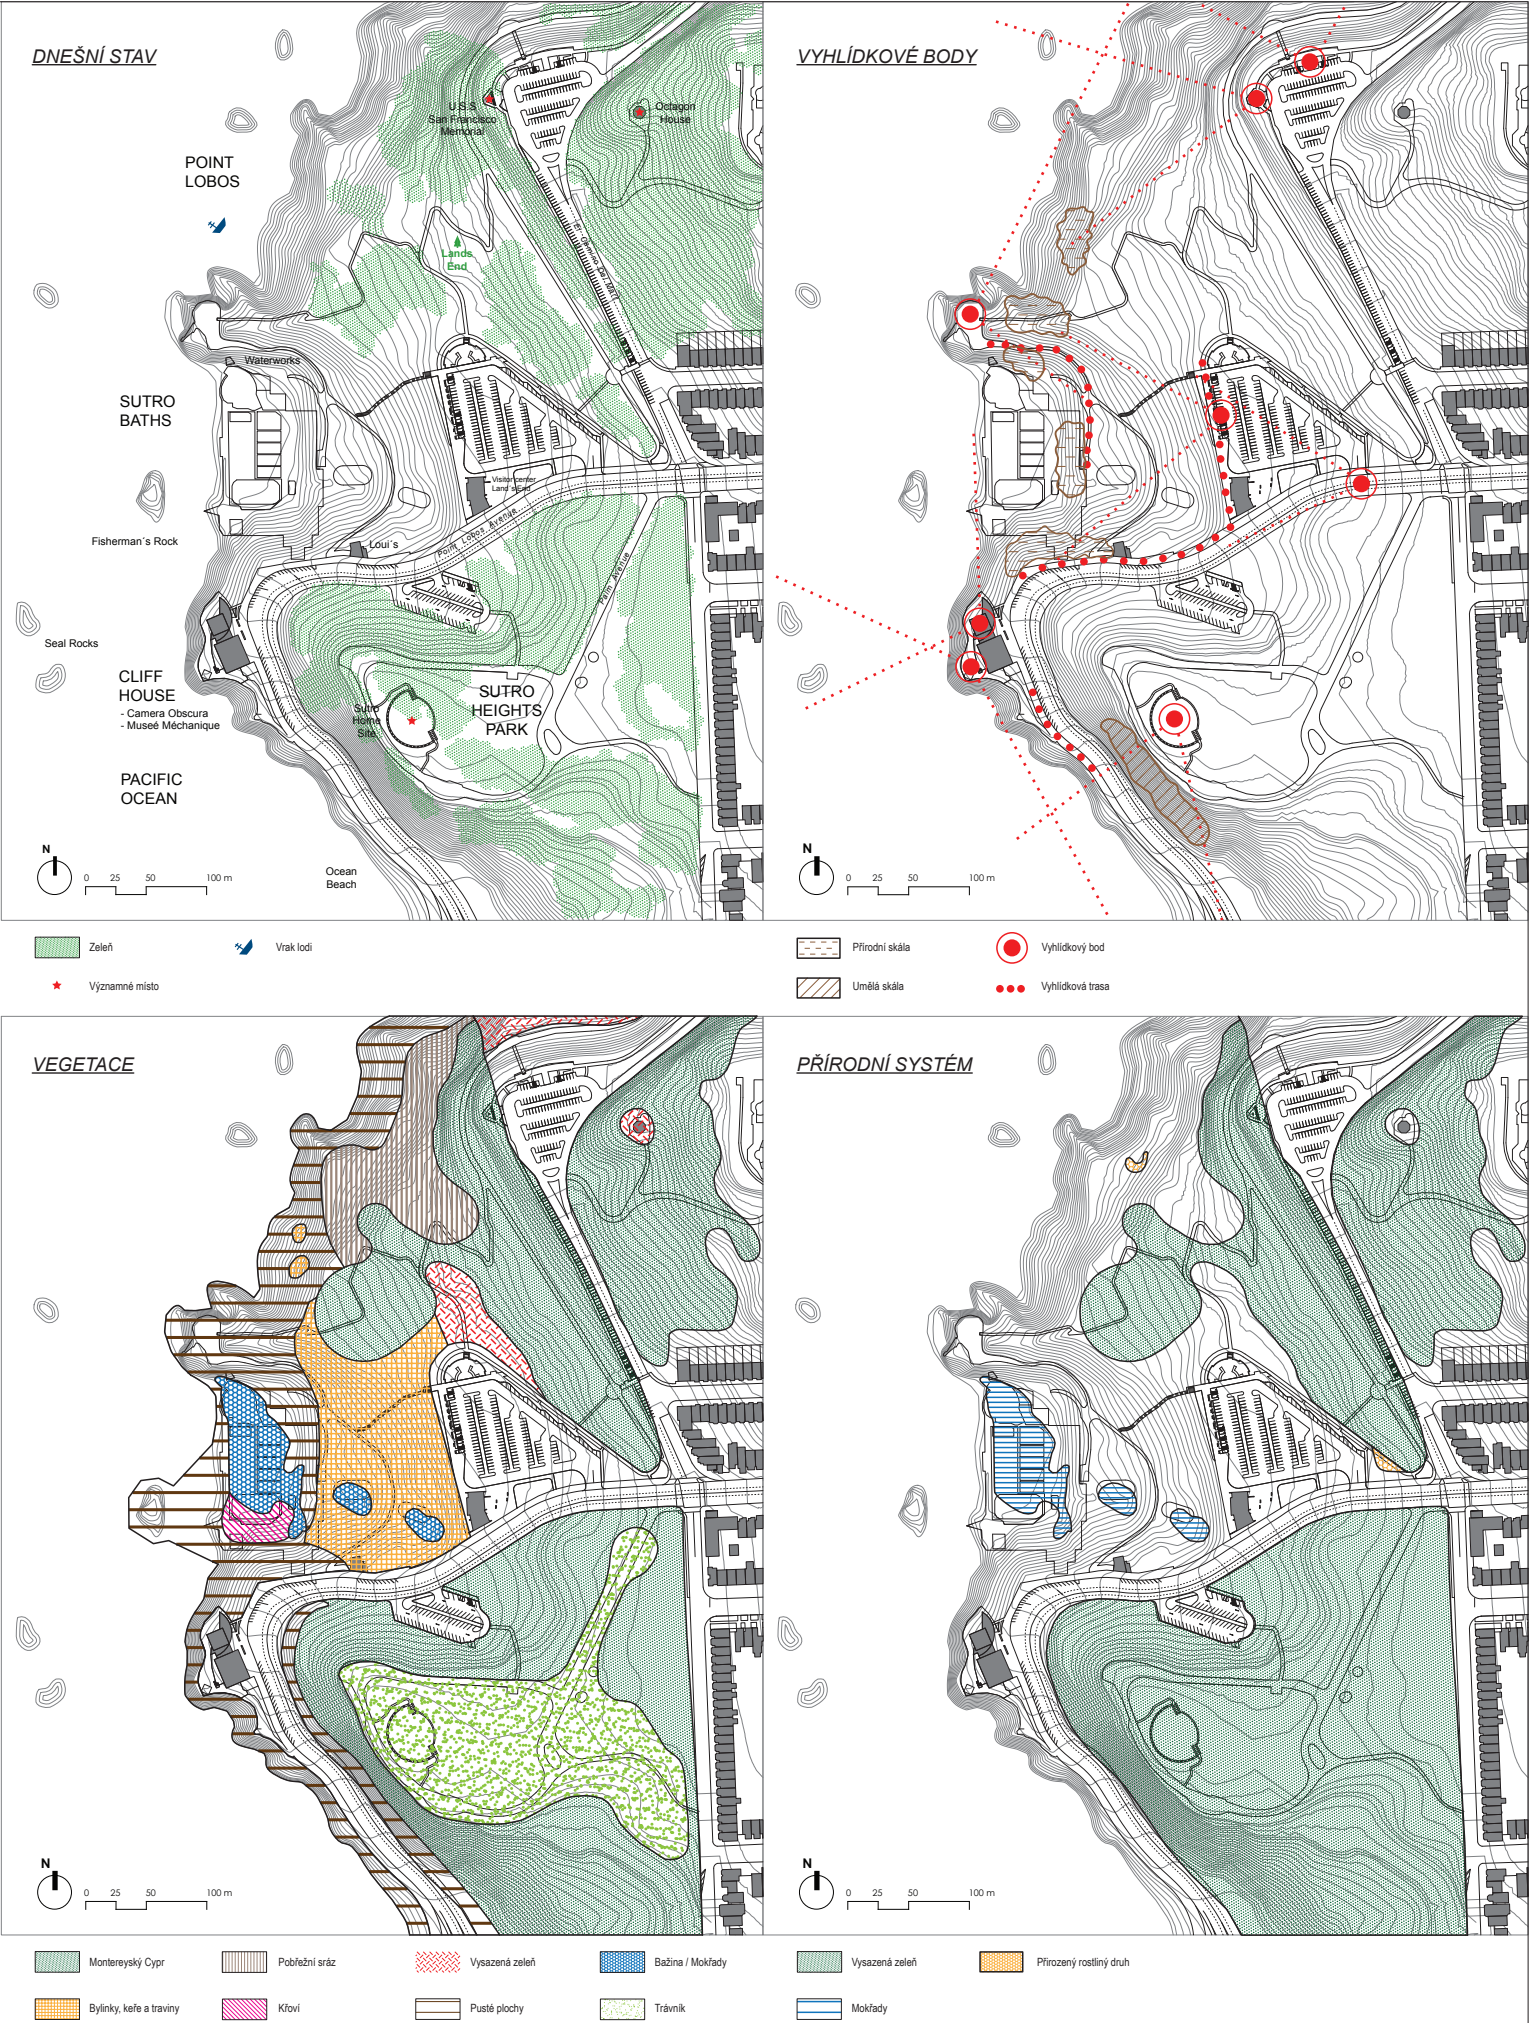 DNEŠNÍ STAV
U.S.S.
San Francisco
Memorial
Octagon
House
POINT
LOBOS
Lands
End
El Camino Del Mar
Waterworks
SUTRO
BATHS
Visitor center
Land´s End
Fisherman´s Rock
Loui´s
Point Lobos Avenue
Palm Avenue
Seal Rocks
CLIFF
HOUSE
- Camera Obscura
- Museé Méchanique
Sutro
Home
Site
SUTRO
HEIGHTS
PARK
PACIFIC
OCEAN
Ocean
Beach
N
0 25 50 100 m
Zeleň
Vrak lodi
Významné místo
VYHLÍDKOVÉ BODY
N
0 25 50 100 m
Přírodní skála
Vyhlídkový bod
Umělá skála
Vyhlídková trasa
VEGETACE
N
0 25 50 100 m
Montereyský Cypr
Pobřežní sráz
Vysazená zeleň
Bažina / Mokřady
Bylinky, keře a traviny
Křoví
Pusté plochy
Trávník
PŘÍRODNÍ SYSTÉM
N
0 25 50 100 m
Vysazená zeleň
Přirozený rostliný druh
Mokřady